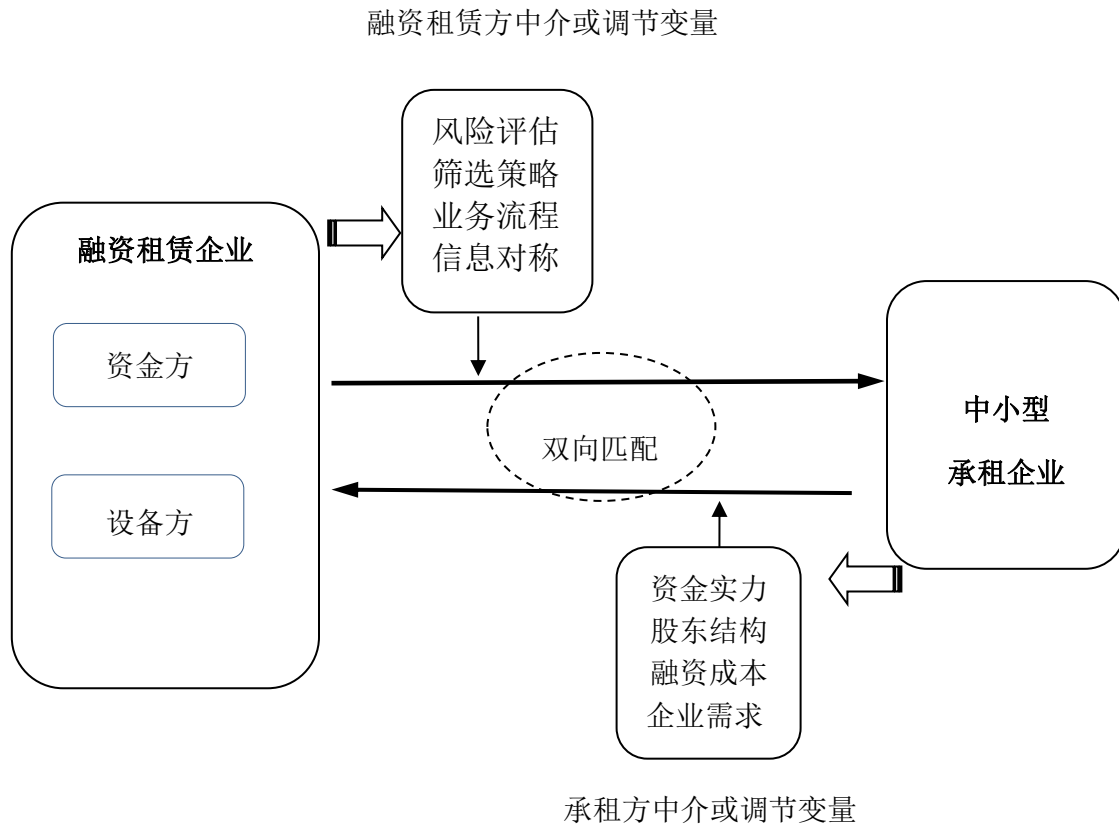 融资租赁方中介或调节变量
风险评估
筛选策略
业务流程
信息对称
融资租赁企业
资金方
设备方
双向匹配
中小型
承租企业
资金实力
股东结构
融资成本
企业需求
承租方中介或调节变量